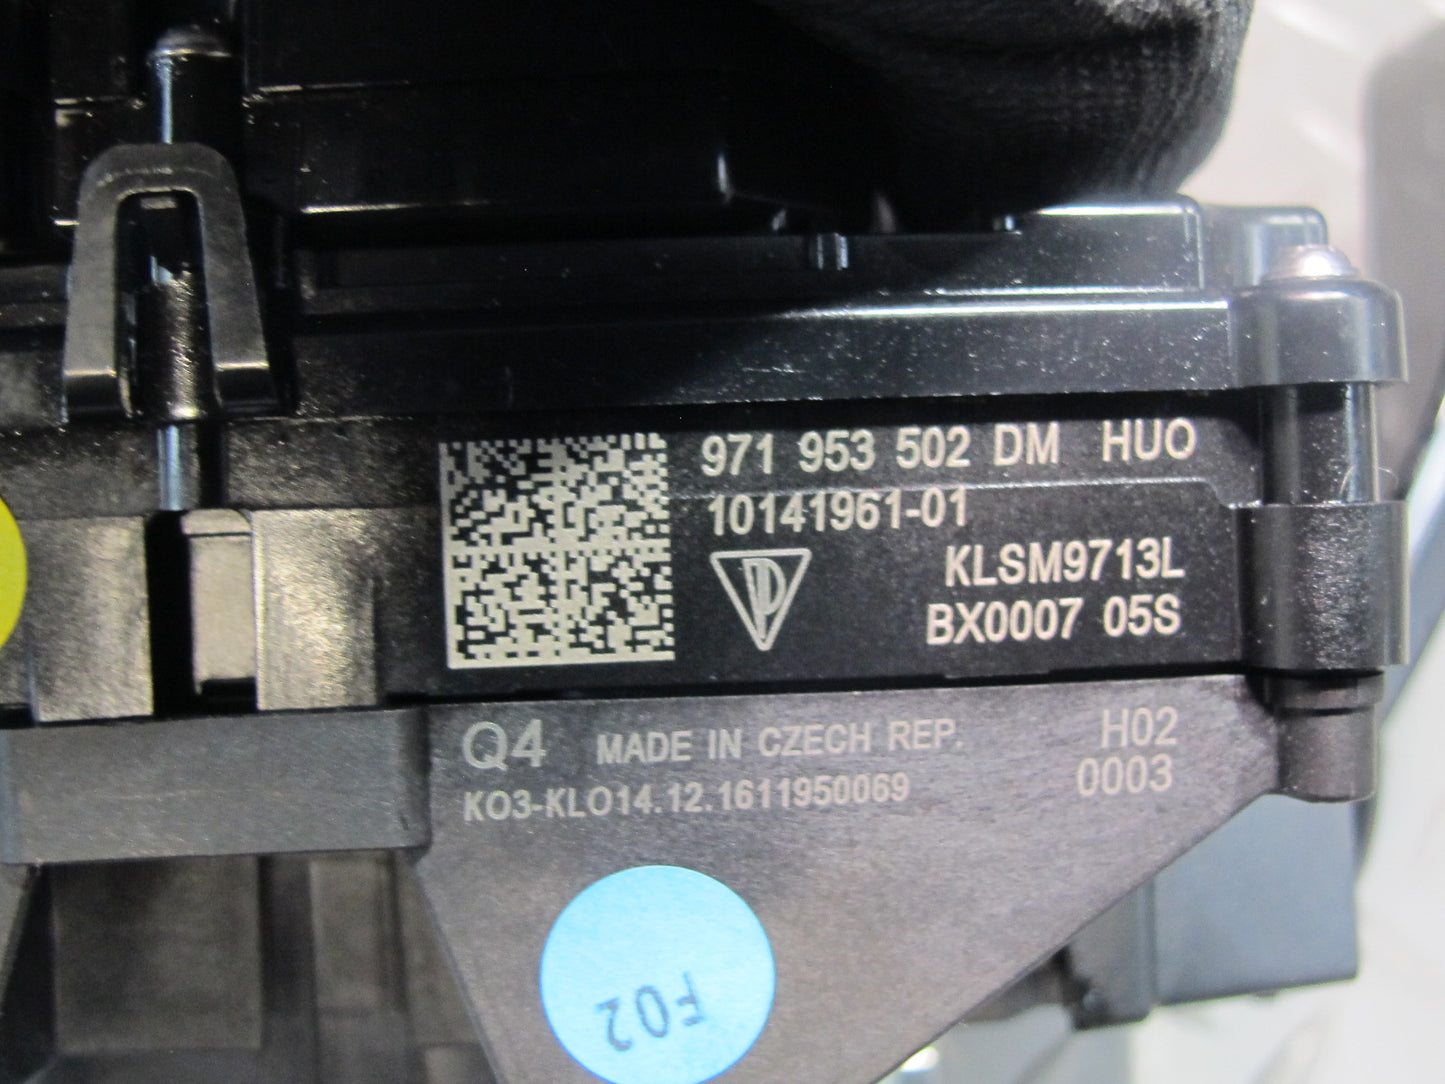 971 953 502 DM HUO
10141961-01
KLSM9713L
BX0007 05S
Q4 MADE IN CZECH REP. H02
KO3-KLO14.12.1611950069 0003
F02